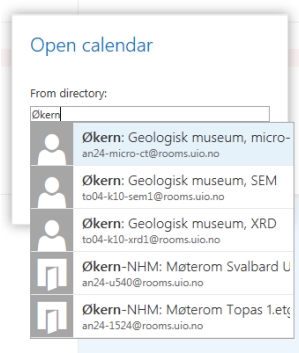 Open calendar
From directory:
Økern
Økern: Geologisk museum, micro-
an24-micro-ct@rooms.uio.no
Økern: Geologisk museum, SEM
to04-k10-sem1@rooms.uio.no
Økern: Geologisk museum, XRD
to04-k10-xrd1@rooms.uio.no
Økern-NHM: Møterom Svalbard U
an24-u540@rooms.uio.no
Økern-NHM: Møterom Topas 1.etg
an24-1524@rooms.uio.no